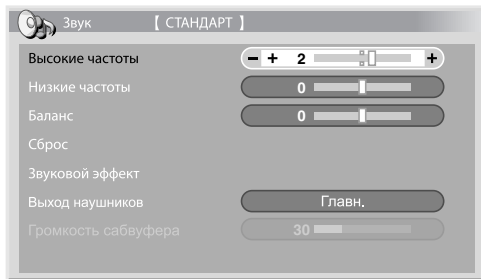 Звук 【 СТАНДАРТ 】
Высокие частоты − + 2 +
Низкие частоты 0
Баланс 0
Сброс
Звуковой эффект
Выход наушников Главн.
Громкость сабвуфера 30